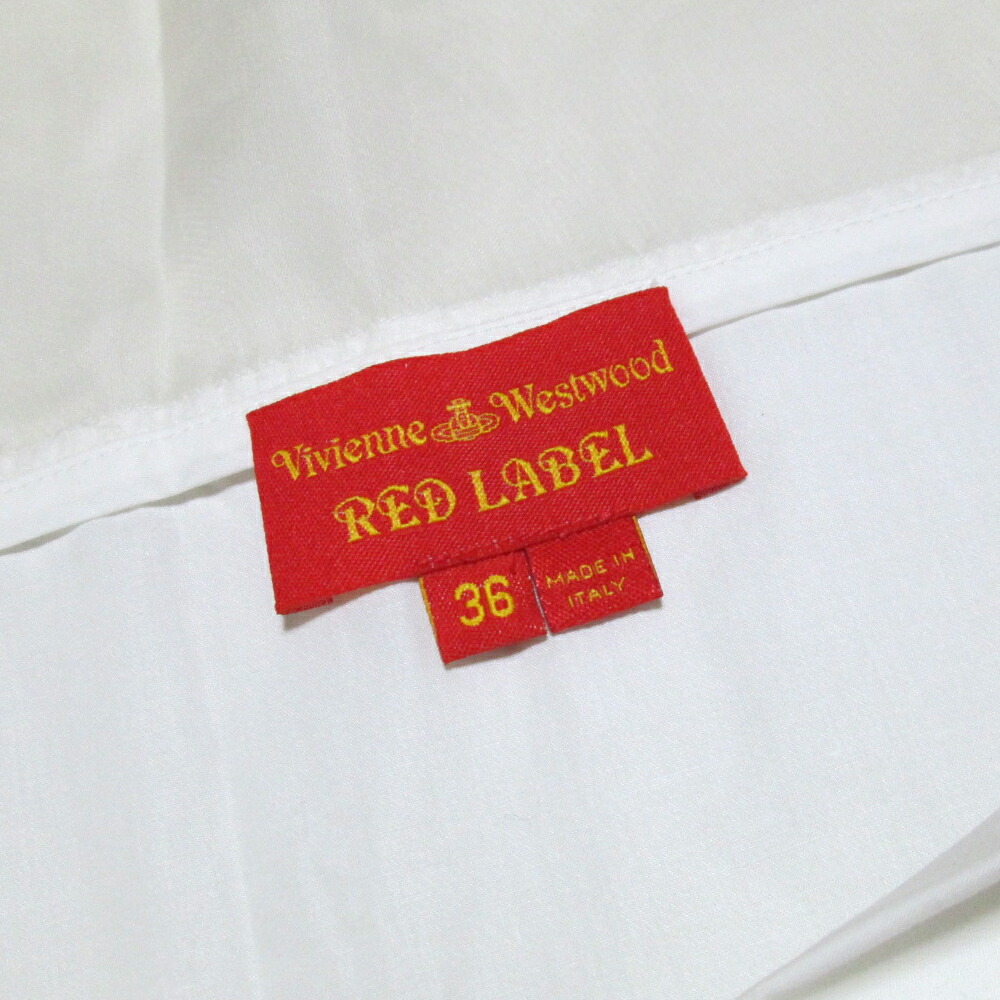 Vivienne Westwood
RED LABEL
36
MADE IN
ITALY